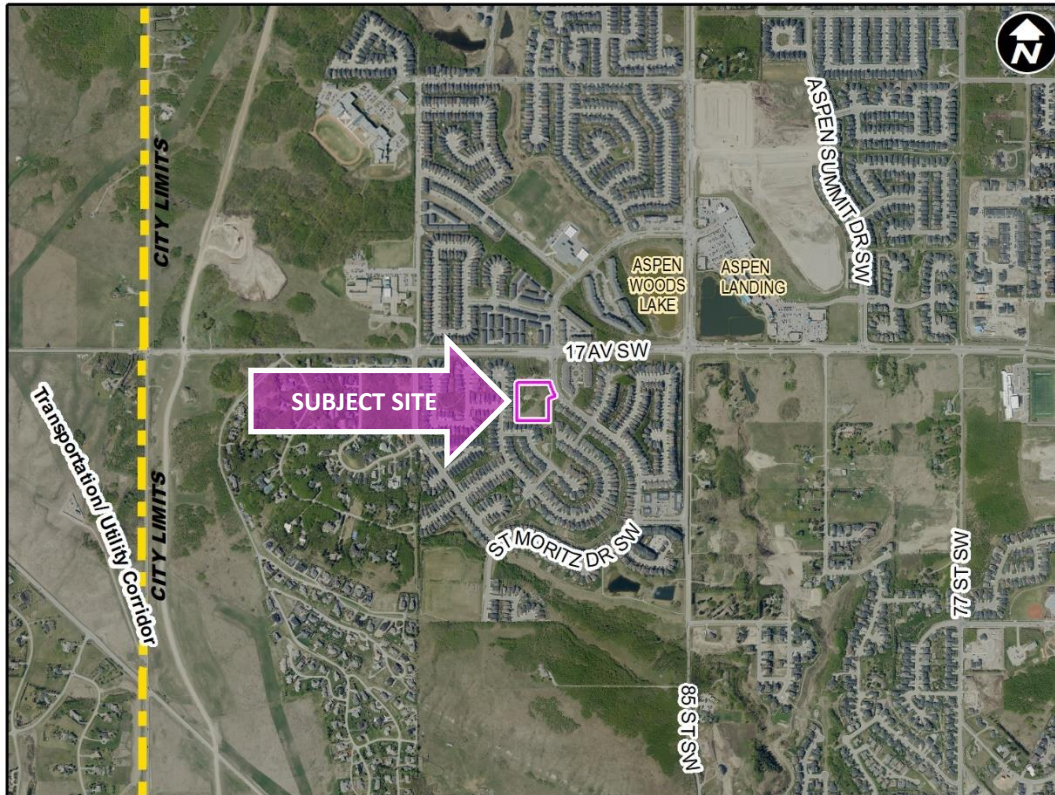 N
CITY LIMITS
ASPEN SUMMIT DR SW
ASPEN
WOODS
LAKE
ASPEN
LANDING
17 AV SW
SUBJECT SITE
Transportation/ Utility Corridor
CITY LIMITS
ST MORITZ DR SW
77 ST SW
85 ST SW